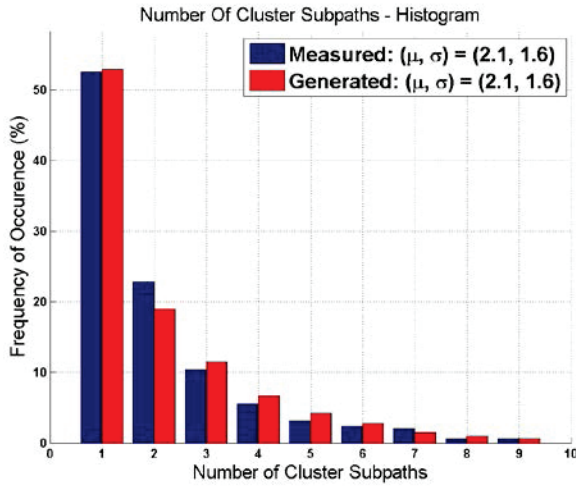 Number Of Cluster Subpaths - Histogram
Measured: (μ, σ) = (2.1, 1.6)
Generated: (μ, σ) = (2.1, 1.6)
Frequency of Occurence (%)
50
40
30
20
10
0
0 1 2 3 4 5 6 7 8 9 10
Number of Cluster Subpaths